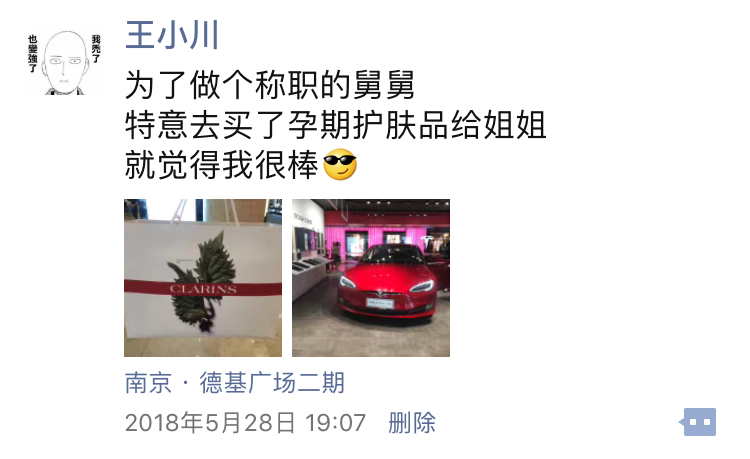 我禿了
也變強了
王小川
为了做个称职的舅舅
特意去买了孕期护肤品给姐姐
就觉得我很棒😎
CLARINS
南京 · 德基广场二期
2018年5月28日 19:07 删除